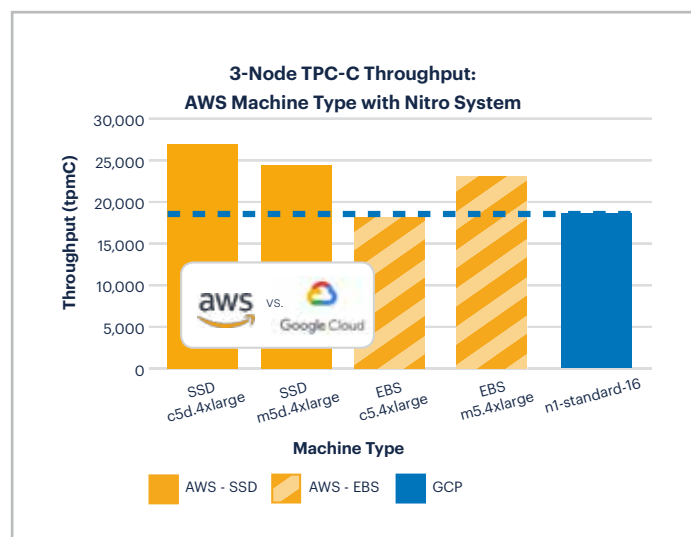 3-Node TPC-C Throughput:
AWS Machine Type with Nitro System
Throughput (tpmC)
30,000
25,000
20,000
15,000
10,000
5,000
0
aws vs. Google Cloud
SSD
c5d.4xlarge
SSD
m5d.4xlarge
EBS
c5.4xlarge
EBS
m5.4xlarge
n1-standard-16
Machine Type
AWS - SSD
AWS - EBS
GCP